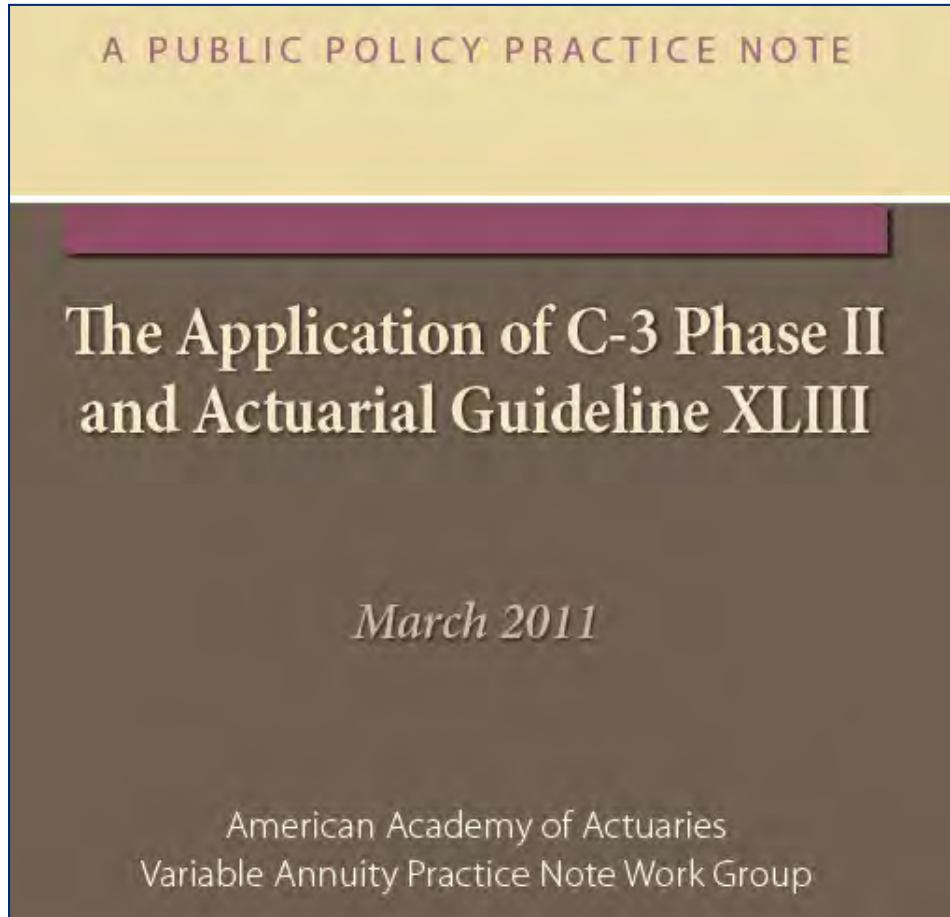 A PUBLIC POLICY PRACTICE NOTE
The Application of C-3 Phase II
and Actuarial Guideline XLIII
March 2011
American Academy of Actuaries
Variable Annuity Practice Note Work Group